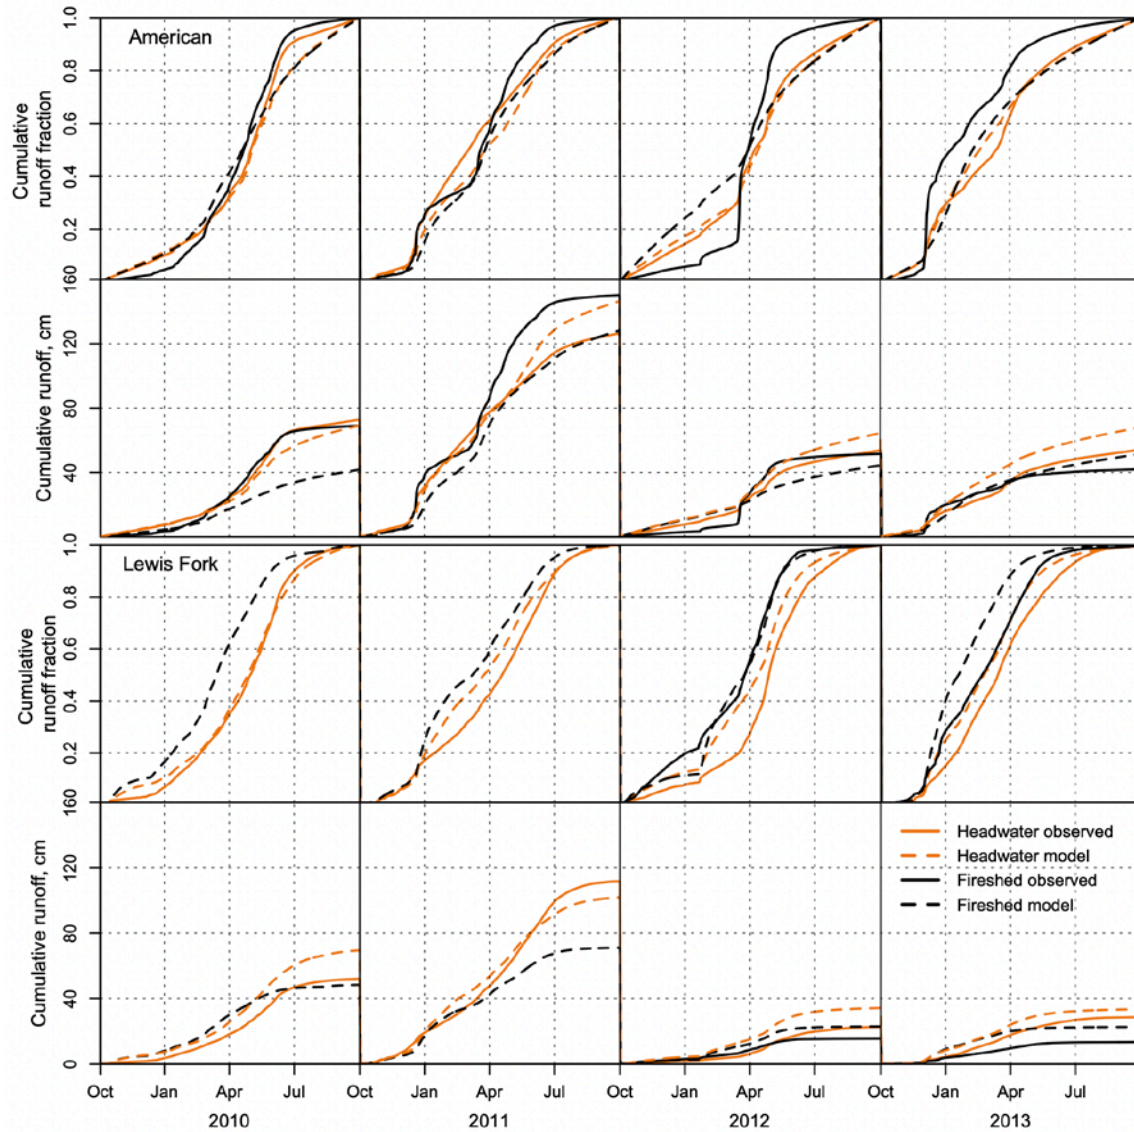 1.0
0.8
0.6
0.4
0.2
American
Cumulative
runoff fraction
160
120
80
40
Cumulative runoff, cm
1.0
0.8
0.6
0.4
0.2
Lewis Fork
Cumulative
runoff fraction
160
120
80
40
0
Cumulative runoff, cm
Headwater observed
Headwater model
Fireshed observed
Fireshed model
Oct Jan Apr Jul Oct Jan Apr Jul Oct Jan Apr Jul Oct Jan Apr Jul
2010 2011 2012 2013